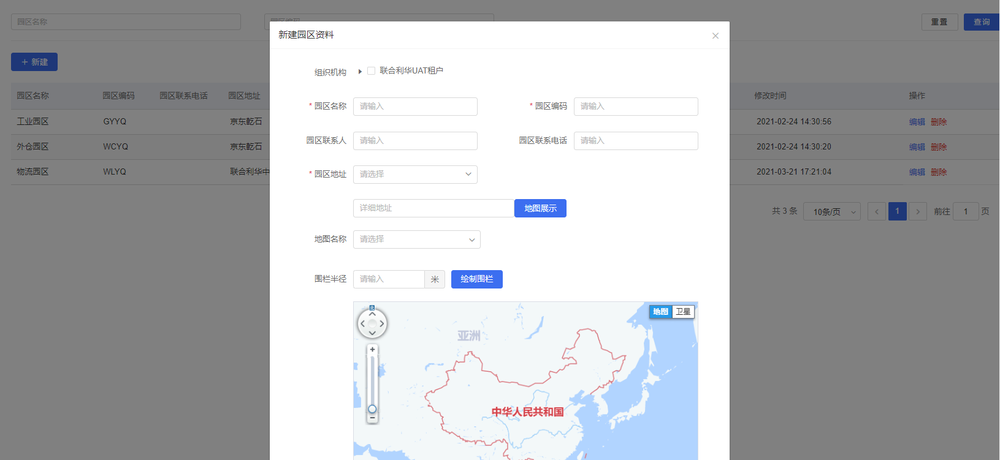 园区名称
园区编码
重置
查询
+ 新建
园区名称 园区编码 园区联系电话 园区地址 修改时间 操作
工业园区 GYYQ 京东乾石 2021-02-24 14:30:56 编辑 删除
外仓园区 WCYQ 京东乾石 2021-02-24 14:30:20 编辑 删除
物流园区 WLYQ 联合利华中 2021-03-21 17:21:04 编辑 删除
共 3 条 10条/页 < 1 > 前往 1 页
新建园区资料 ×
组织机构 联合利华UAT租户
* 园区名称 请输入 * 园区编码 请输入
园区联系人 请输入 园区联系电话 请输入
* 园区地址 请选择
详细地址 地图展示
地图名称 请选择
围栏半径 请输入 米 绘制围栏
北
地图 卫星
亚洲
+
−
中华人民共和国